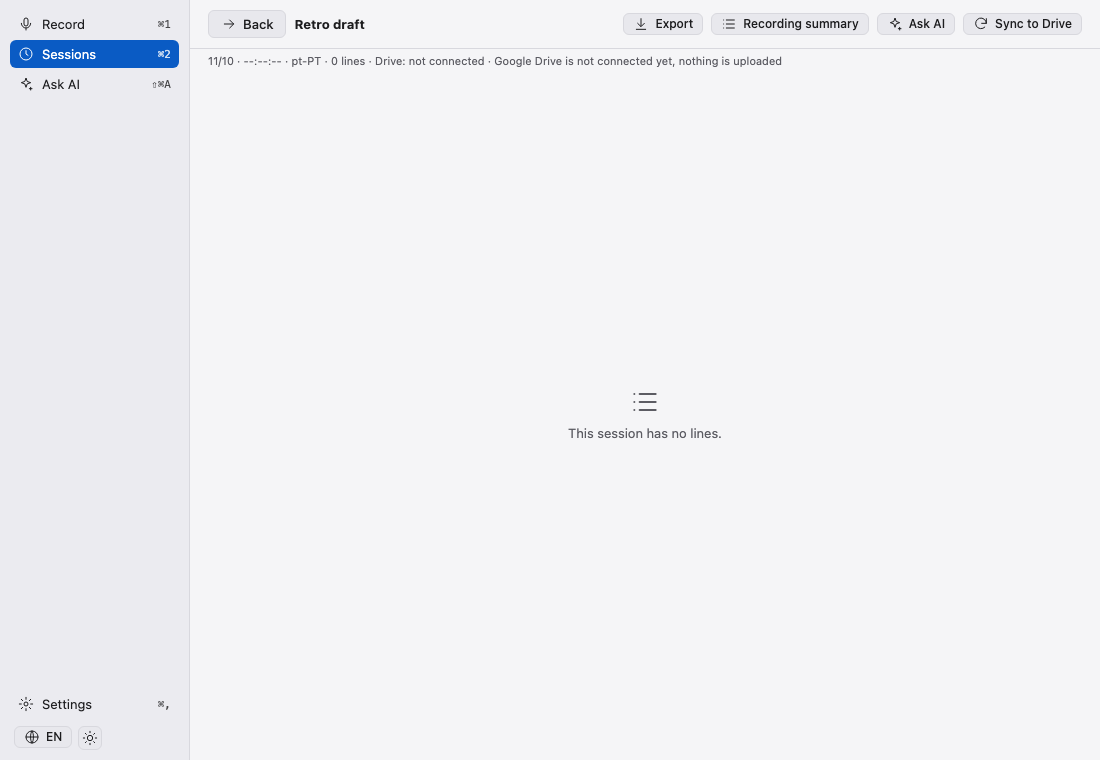 Record ⌘1
Sessions ⌘2
Ask AI ⇧⌘A
Back Retro draft Export Recording summary Ask AI Sync to Drive
11/10 · --:--:-- · pt-PT · 0 lines · Drive: not connected · Google Drive is not connected yet, nothing is uploaded
This session has no lines.
Settings ⌘,
EN